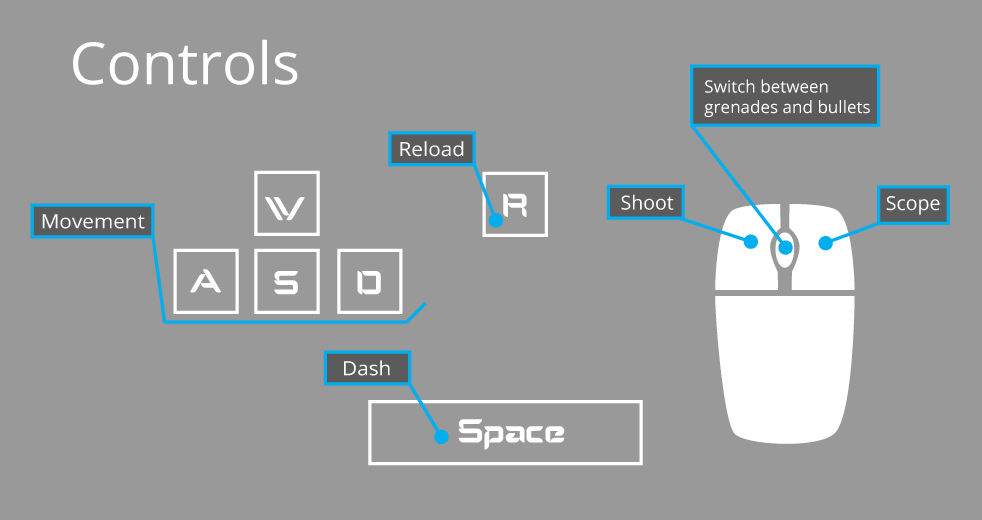 Controls
Switch between
grenades and bullets
Reload
W
R
Movement
Shoot
Scope
A S D
Dash
Space